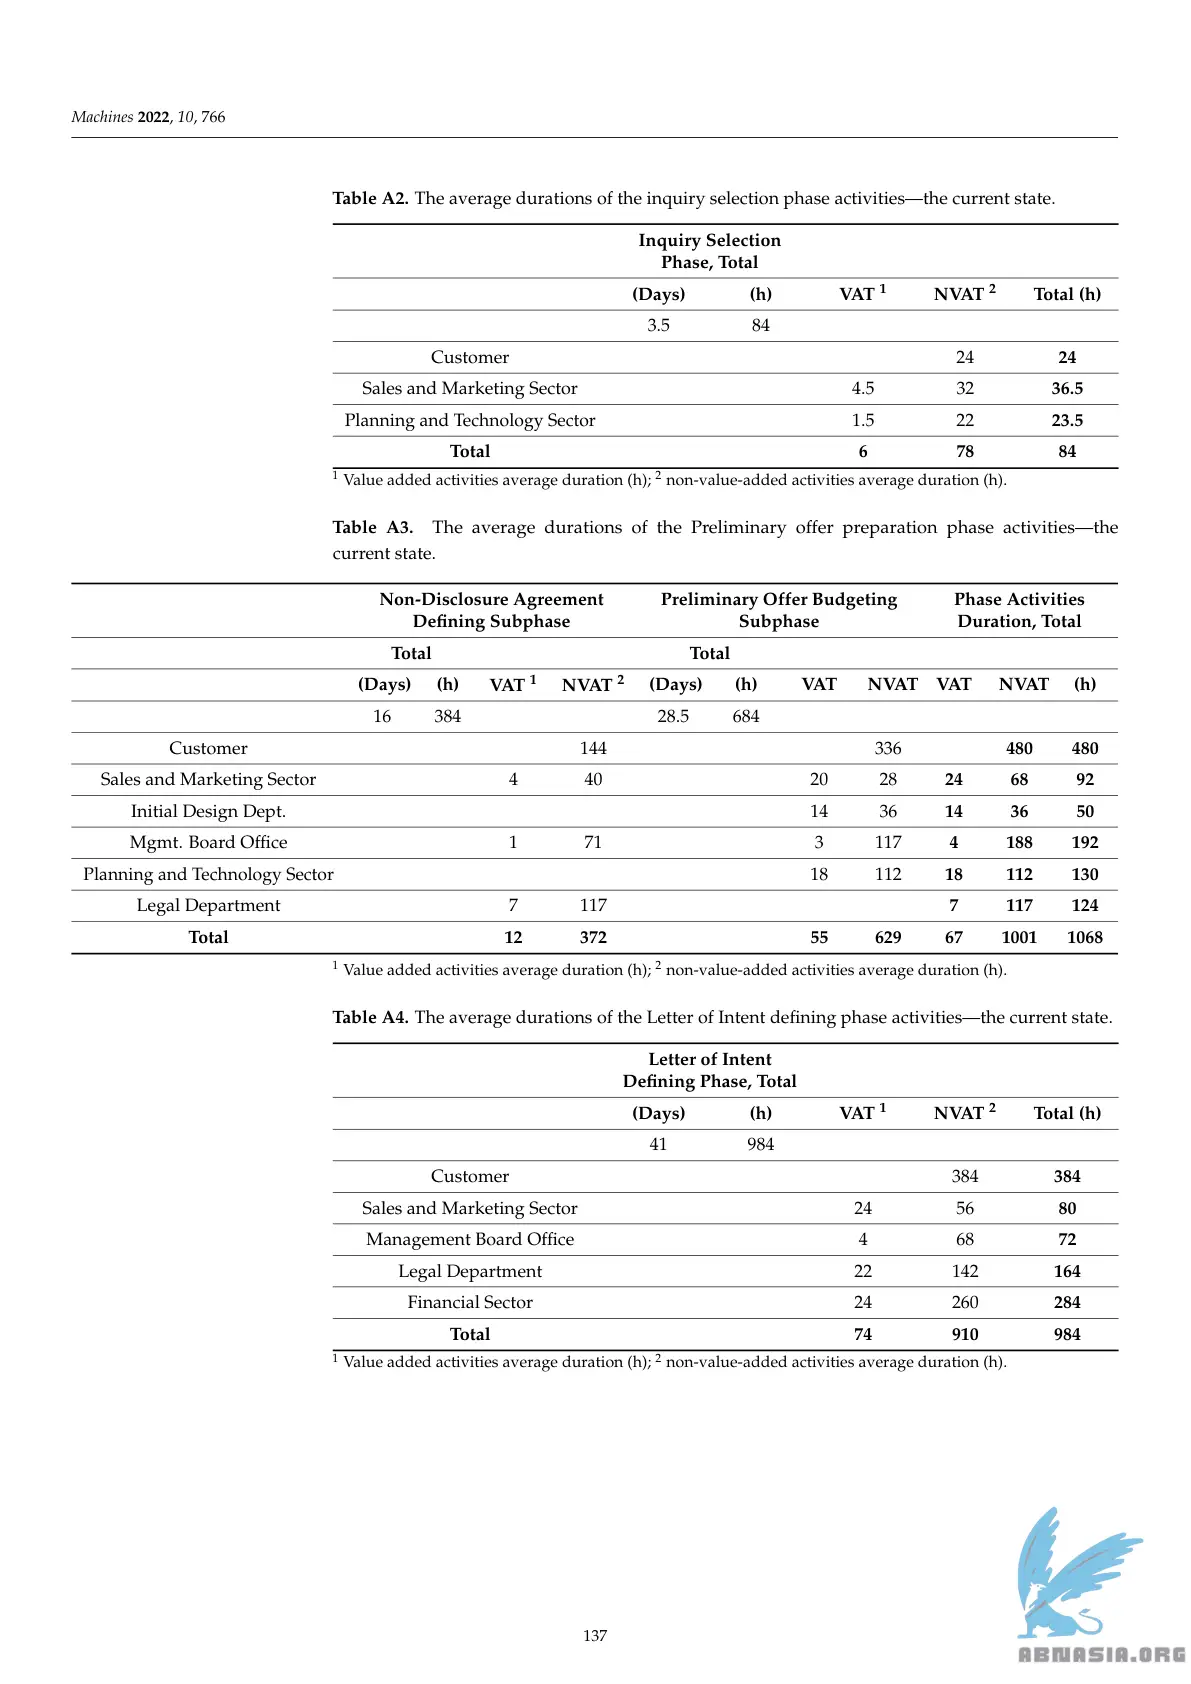 Machines 2022, 10, 766
Table A2. The average durations of the inquiry selection phase activities—the current state.
Inquiry Selection
Phase, Total
(Days) (h) VAT 1 NVAT 2 Total (h)
3.5 84
Customer 24 24
Sales and Marketing Sector 4.5 32 36.5
Planning and Technology Sector 1.5 22 23.5
Total 6 78 84
1 Value added activities average duration (h); 2 non-value-added activities average duration (h).
Table A3. The average durations of the Preliminary offer preparation phase activities—the
current state.
Non-Disclosure Agreement Preliminary Offer Budgeting Phase Activities
Defining Subphase Subphase Duration, Total
Total Total
(Days) (h) VAT 1 NVAT 2 (Days) (h) VAT NVAT VAT NVAT (h)
16 384 28.5 684
Customer 144 336 480 480
Sales and Marketing Sector 4 40 20 28 24 68 92
Initial Design Dept. 14 36 14 36 50
Mgmt. Board Office 1 71 3 117 4 188 192
Planning and Technology Sector 18 112 18 112 130
Legal Department 7 117 7 117 124
Total 12 372 55 629 67 1001 1068
1 Value added activities average duration (h); 2 non-value-added activities average duration (h).
Table A4. The average durations of the Letter of Intent defining phase activities—the current state.
Letter of Intent
Defining Phase, Total
(Days) (h) VAT 1 NVAT 2 Total (h)
41 984
Customer 384 384
Sales and Marketing Sector 24 56 80
Management Board Office 4 68 72
Legal Department 22 142 164
Financial Sector 24 260 284
Total 74 910 984
1 Value added activities average duration (h); 2 non-value-added activities average duration (h).
137
ABNASIA.ORG